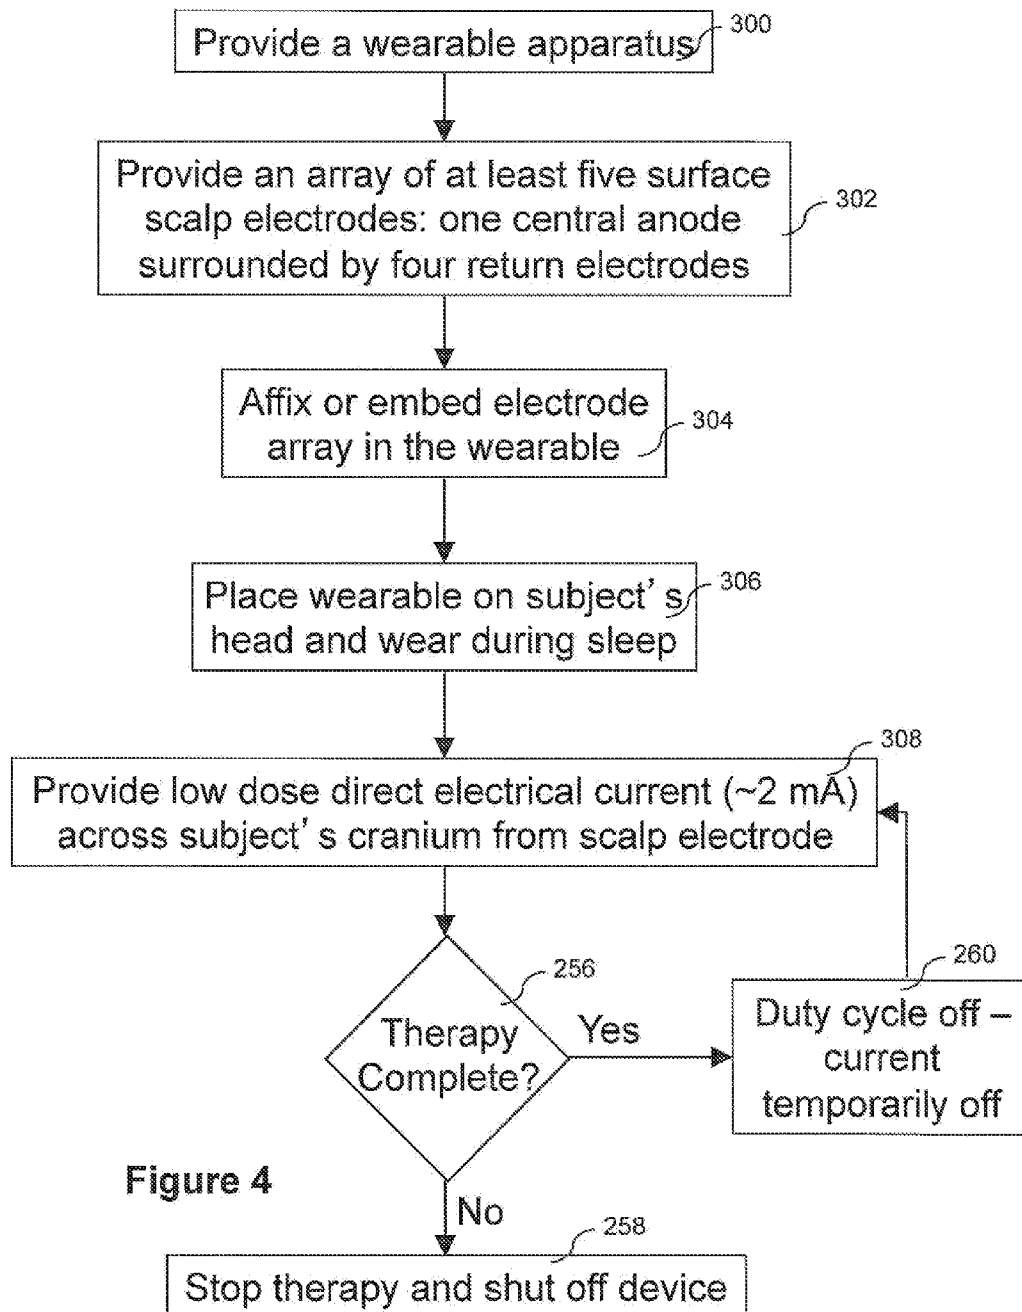 Provide a wearable apparatus
300
Provide an array of at least five surface
scalp electrodes: one central anode
surrounded by four return electrodes
302
Affix or embed electrode
array in the wearable
304
Place wearable on subject's
head and wear during sleep
306
Provide low dose direct electrical current (~2 mA)
across subject's cranium from scalp electrode
308
Therapy
Complete?
256
Yes
Duty cycle off –
current
temporarily off
260
No
Stop therapy and shut off device
258
Figure 4